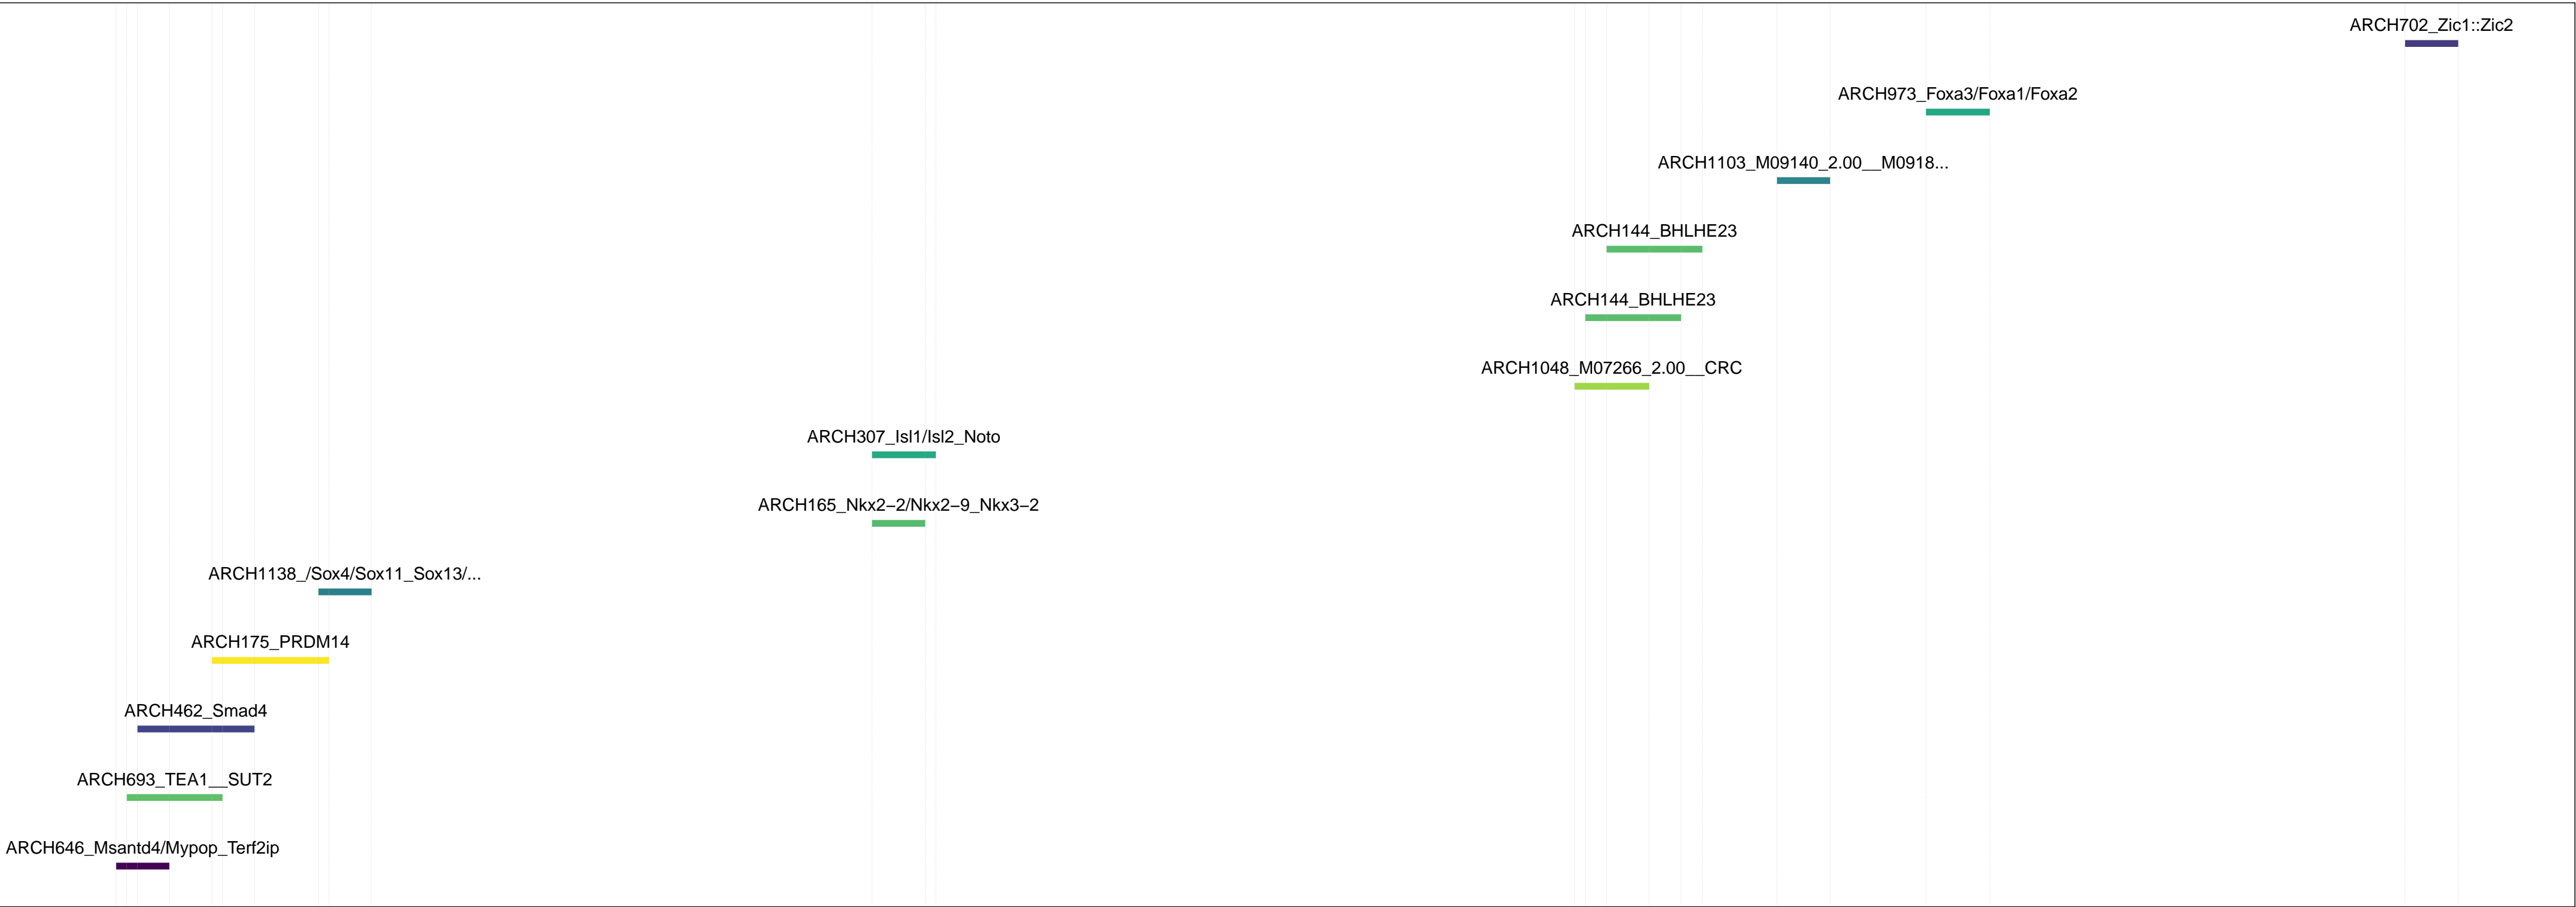 ARCH702_Zic1::Zic2
ARCH973_Foxa3/Foxa1/Foxa2
ARCH1103_M09140_2.00__M0918...
ARCH144_BHLHE23
ARCH144_BHLHE23
ARCH1048_M07266_2.00__CRC
ARCH307_Isl1/Isl2_Noto
ARCH165_Nkx2−2/Nkx2−9_Nkx3−2
ARCH1138_/Sox4/Sox11_Sox13/...
ARCH175_PRDM14
ARCH462_Smad4
ARCH693_TEA1__SUT2
ARCH646_Msantd4/Mypop_Terf2ip